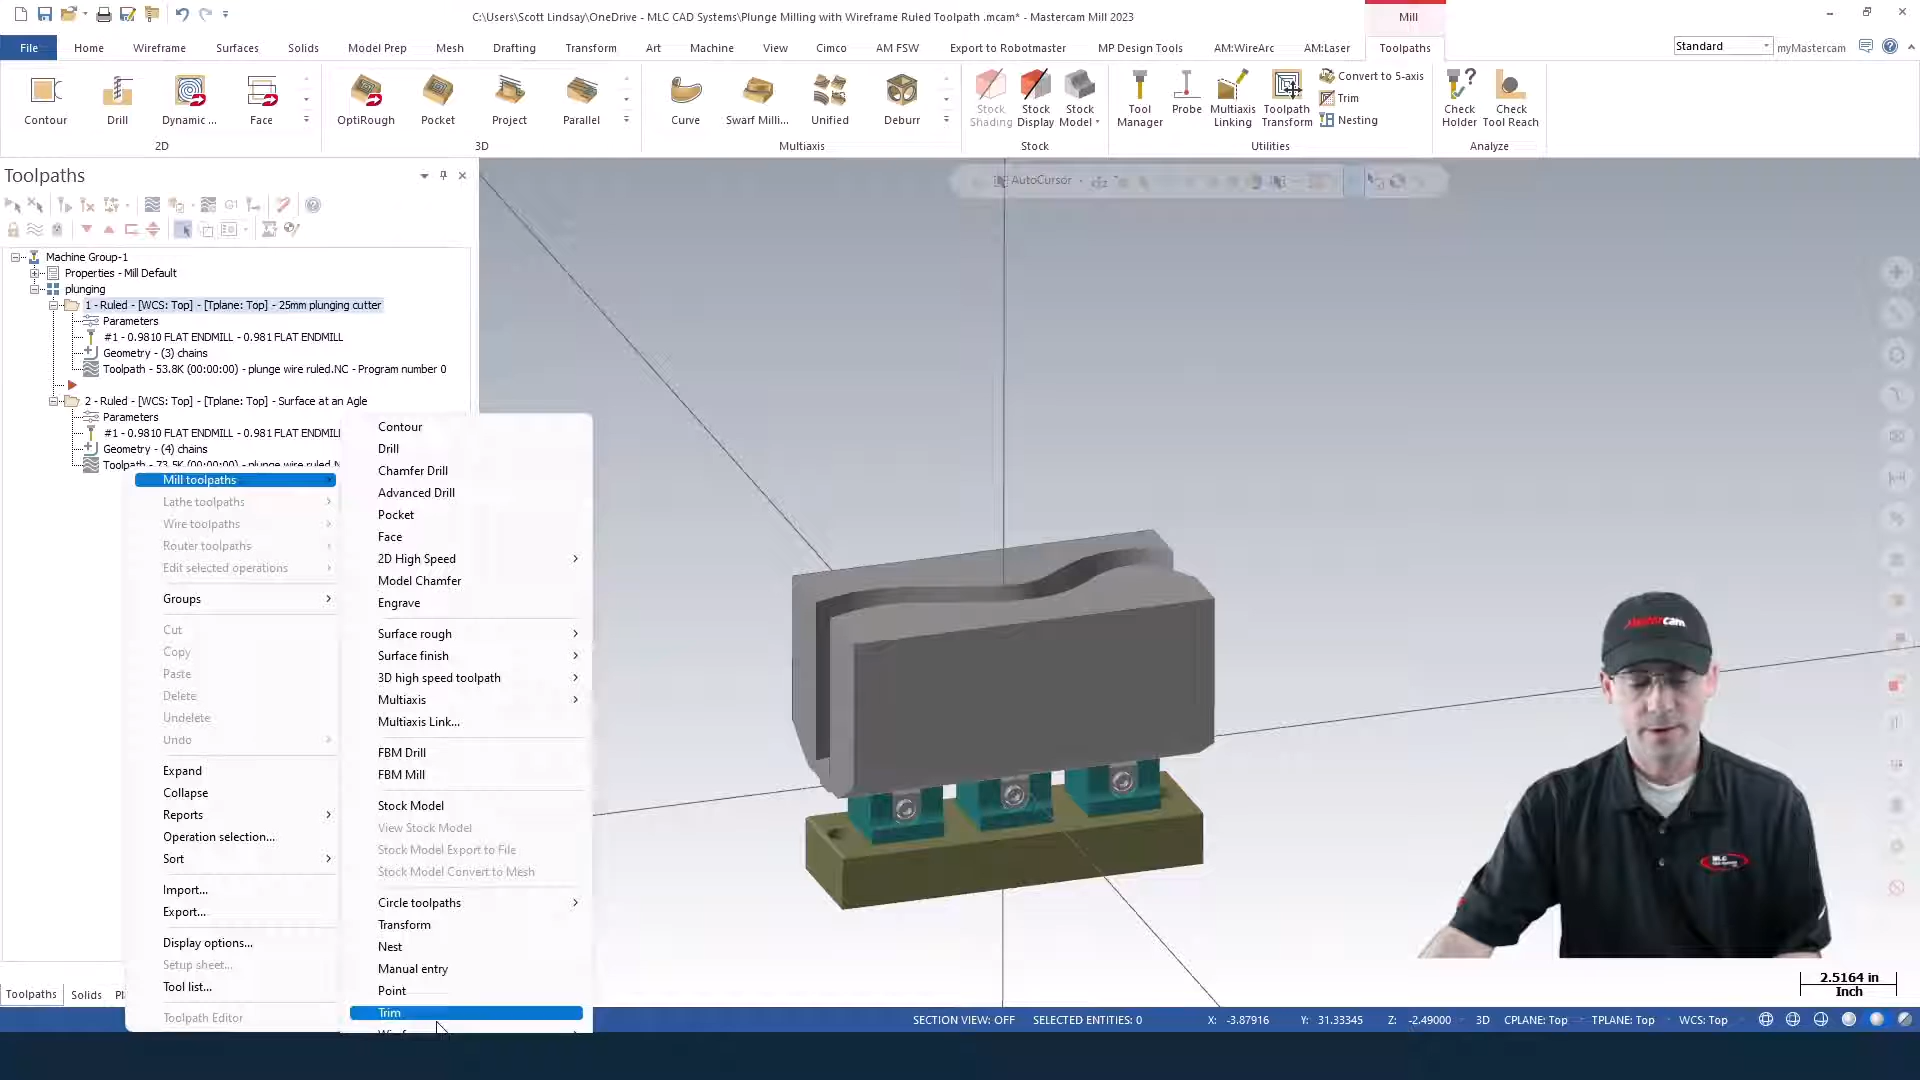 C:\Users\Scott Lindsay\OneDrive - MLC CAD Systems\Plunge Milling with Wireframe Ruled Toolpath .mcam* - Mastercam Mill 2023
Mill
File
Home
Wireframe
Surfaces
Solids
Model Prep
Mesh
Drafting
Transform
Art
Machine
View
Cimco
AM FSW
Export to Robotmaster
MP Design Tools
AM:WireArc
AM:Laser
Toolpaths
Standard
myMastercam
Contour
Drill
Dynamic ...
Face
2D
OptiRough
Pocket
Project
Parallel
3D
Curve
Swarf Milli...
Unified
Deburr
Multiaxis
Stock Shading
Stock Display
Stock Model
Stock
Tool Manager
Probe
Multiaxis Linking
Toolpath Transform
Convert to 5-axis
Trim
Nesting
Utilities
Check Holder
Check Tool Reach
Analyze
Toolpaths
AutoCursor
G1
Machine Group-1
Properties - Mill Default
plunging
1 - Ruled - [WCS: Top] - [Tplane: Top] - 25mm plunging cutter
Parameters
#1 - 0.9810 FLAT ENDMILL - 0.981 FLAT ENDMILL
Geometry - (3) chains
Toolpath - 53.8K (00:00:00) - plunge wire ruled.NC - Program number 0
2 - Ruled - [WCS: Top] - [Tplane: Top] - Surface at an Agle
Parameters
#1 - 0.9810 FLAT ENDMILL - 0.981 FLAT ENDMILL
Geometry - (4) chains
Toolpath - 73.5K (00:00:00) - plunge wire ruled.N
Mill toolpaths
Lathe toolpaths
Wire toolpaths
Router toolpaths
Edit selected operations
Groups
Cut
Copy
Paste
Delete
Undelete
Undo
Expand
Collapse
Reports
Operation selection...
Sort
Import...
Export...
Display options...
Setup sheet...
Tool list...
Toolpath Editor
Contour
Drill
Chamfer Drill
Advanced Drill
Pocket
Face
2D High Speed
Model Chamfer
Engrave
Surface rough
Surface finish
3D high speed toolpath
Multiaxis
Multiaxis Link...
FBM Drill
FBM Mill
Stock Model
View Stock Model
Stock Model Export to File
Stock Model Convert to Mesh
Circle toolpaths
Transform
Nest
Manual entry
Point
Trim
Mastercam
MLC
2.5164 in
Inch
Toolpaths
Solids
SECTION VIEW: OFF
SELECTED ENTITIES: 0
X: -3.87916
Y: 31.33345
Z: -2.49000
3D
CPLANE: Top
TPLANE: Top
WCS: Top